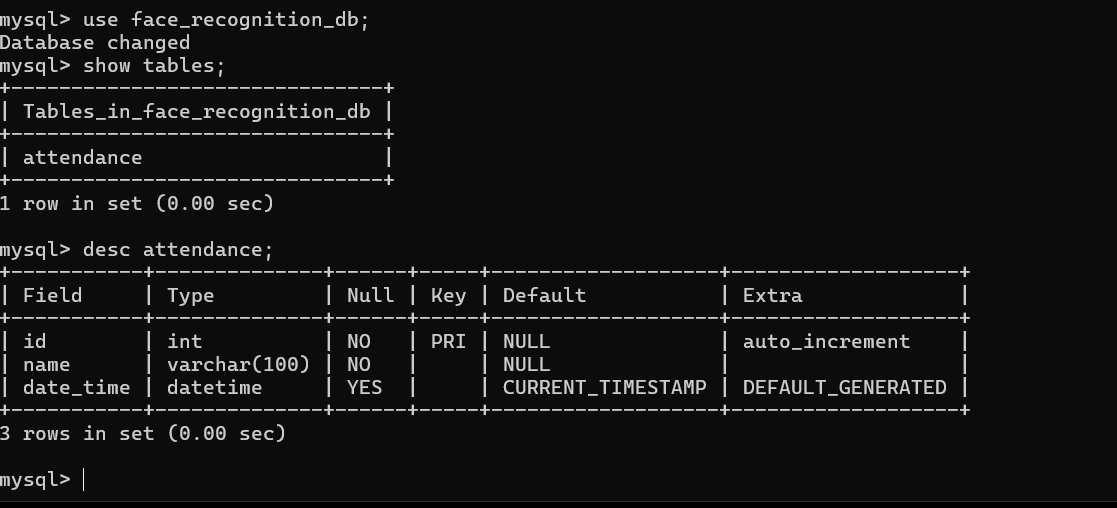 mysql> use face_recognition_db;
Database changed
mysql> show tables;
+-------------------------------+
| Tables_in_face_recognition_db |
+-------------------------------+
| attendance                    |
+-------------------------------+
1 row in set (0.00 sec)

mysql> desc attendance;
+-----------+--------------+------+-----+-------------------+-------------------+
| Field     | Type         | Null | Key | Default           | Extra             |
+-----------+--------------+------+-----+-------------------+-------------------+
| id        | int          | NO   | PRI | NULL              | auto_increment    |
| name      | varchar(100) | NO   |     | NULL              |                   |
| date_time | datetime     | YES  |     | CURRENT_TIMESTAMP | DEFAULT_GENERATED |
+-----------+--------------+------+-----+-------------------+-------------------+
3 rows in set (0.00 sec)

mysql>